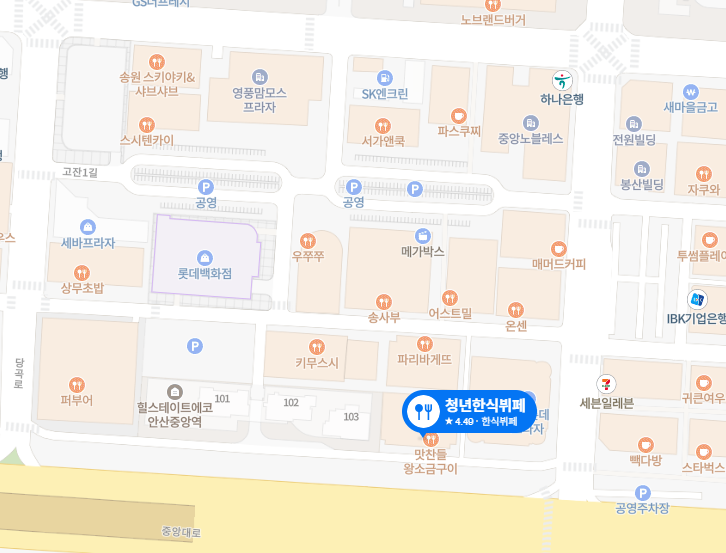 GS더프레시
노브랜드버거
송원 스키야키&
샤브샤브
영풍맘모스
프라자
SK엔크린
하나은행
새마을금고
스시텐카이
서가앤쿡
파스쿠찌
중앙노블레스
전원빌딩
고잔1길
P
공영
P
공영
P
봉산빌딩
자쿠와
세바프라자
롯데백화점
우쯔쯔
메가박스
매머드커피
투썸플레이
우스
상무초밥
송사부
어스트밀
온센
IBK기업은행
P
키무스시
파리바게뜨
당곡로
퍼부어
힐스테이트에코
안산중앙역
101
102
103
청년한식뷔페
★ 4.49 · 한식뷔페
7
세븐일레븐
귀큰여우
맛찬들
왕소금구이
빽다방
스타벅스
P
공영주차장
중앙대로